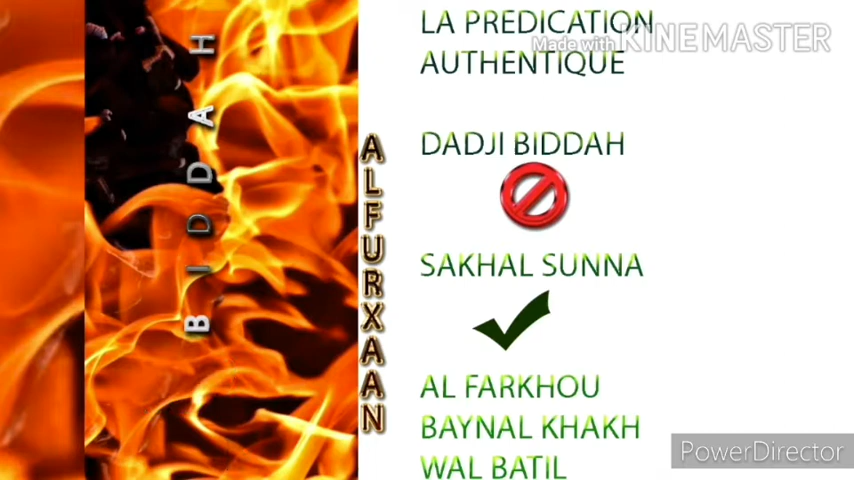 BIDDAH
ALFURXAAN
LA PREDICATION
Made with KINEMASTER
AUTHENTIQUE
DADJI BIDDAH
SAKHAL SUNNA
AL FARKHOU
BAYNAL KHAKH
WAL BATIL
PowerDirector